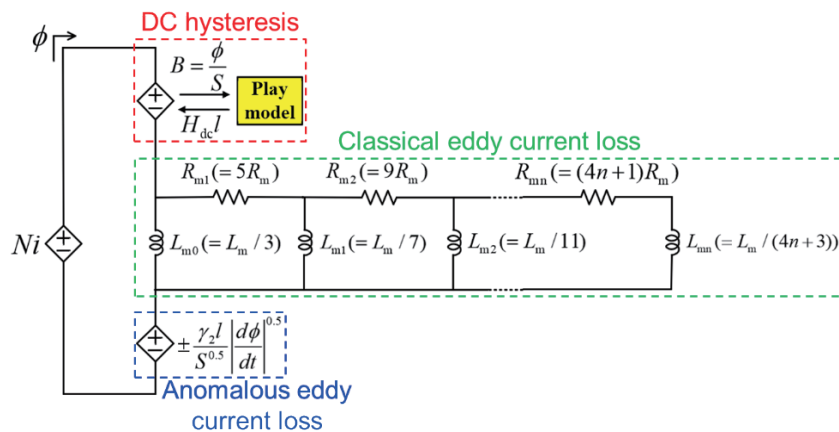 DC hysteresis
ϕ
B = ϕ/S
Play
model
H_dc l
Classical eddy current loss
R_m1(=5R_m)
R_m2(=9R_m)
R_mn(=(4n+1)R_m)
Ni
L_m0(=L_m/3)
L_m1(=L_m/7)
L_m2(=L_m/11)
L_mn(=L_m/(4n+3))
± γ_2 l/S^0.5 |dϕ/dt|^0.5
Anomalous eddy
current loss